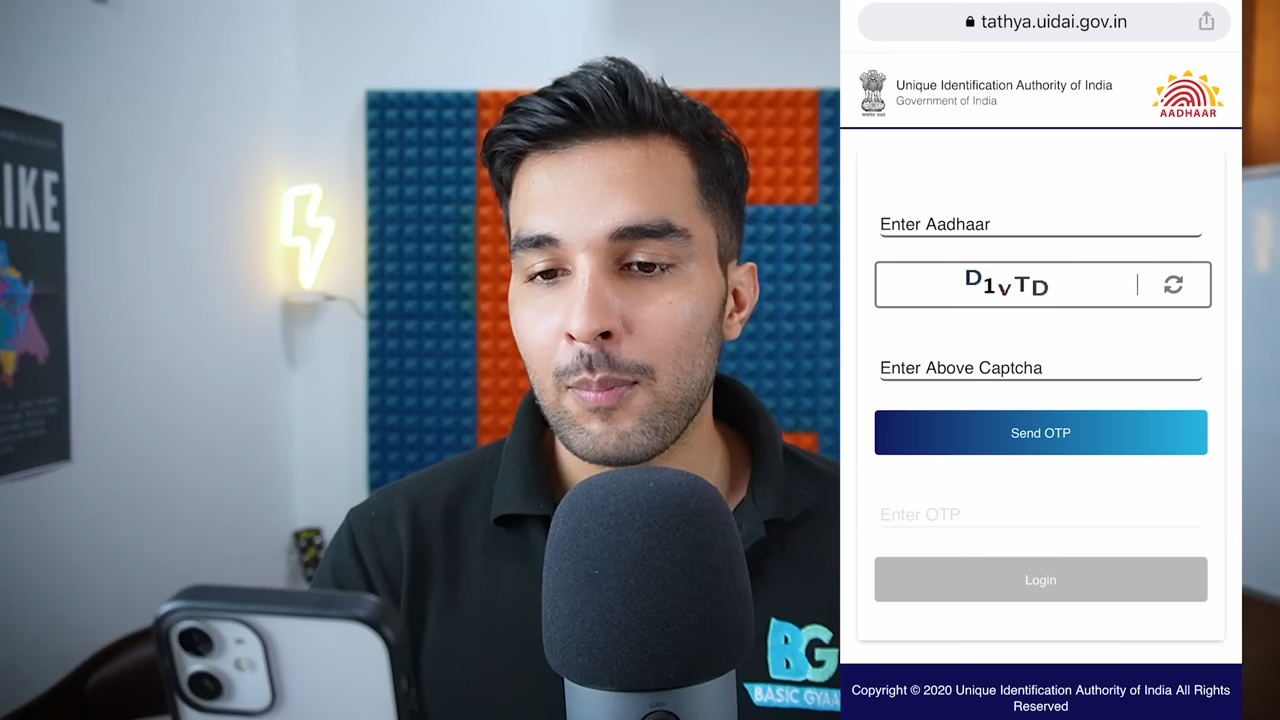 IKE
BG
BASIC GYAA
tathya.uidai.gov.in
Unique Identification Authority of India
Government of India
AADHAAR
Enter Aadhaar
D1vTD
Enter Above Captcha
Send OTP
Enter OTP
Login
Copyright © 2020 Unique Identification Authority of India All Rights
Reserved